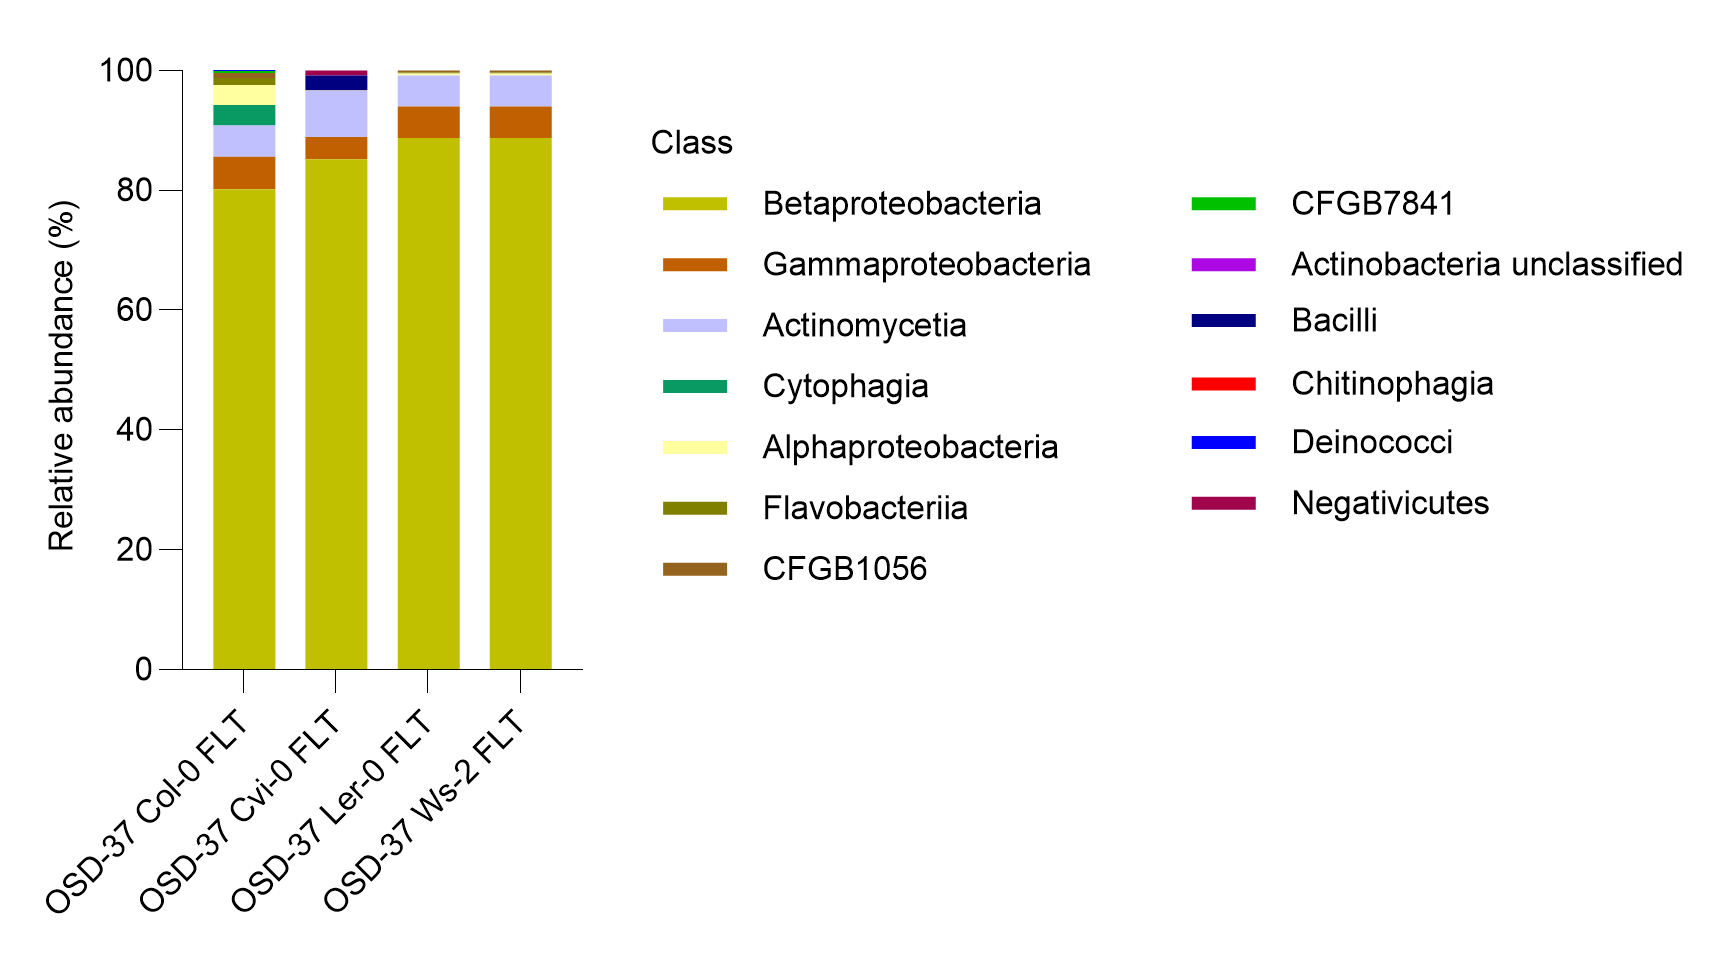 100
80
60
40
20
0
Relative abundance (%)
OSD-37 Col-0 FLT
OSD-37 Cvi-0 FLT
OSD-37 Ler-0 FLT
OSD-37 Ws-2 FLT
Class
Betaproteobacteria
Gammaproteobacteria
Actinomycetia
Cytophagia
Alphaproteobacteria
Flavobacteriia
CFGB1056
CFGB7841
Actinobacteria unclassified
Bacilli
Chitinophagia
Deinococci
Negativicutes